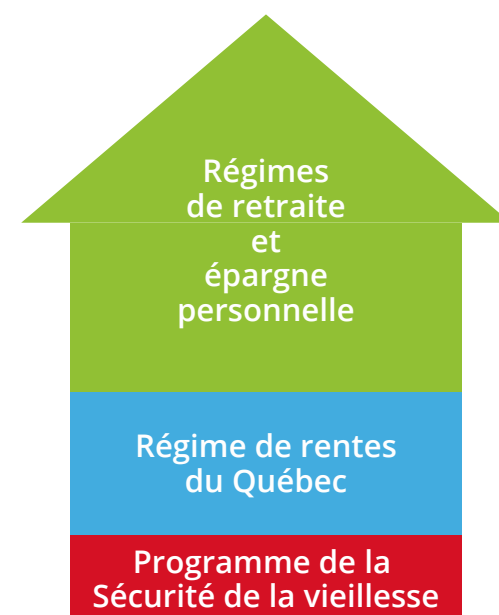 Régimes
de retraite
et
épargne
personnelle
Régime de rentes
du Québec
Programme de la
Sécurité de la vieillesse